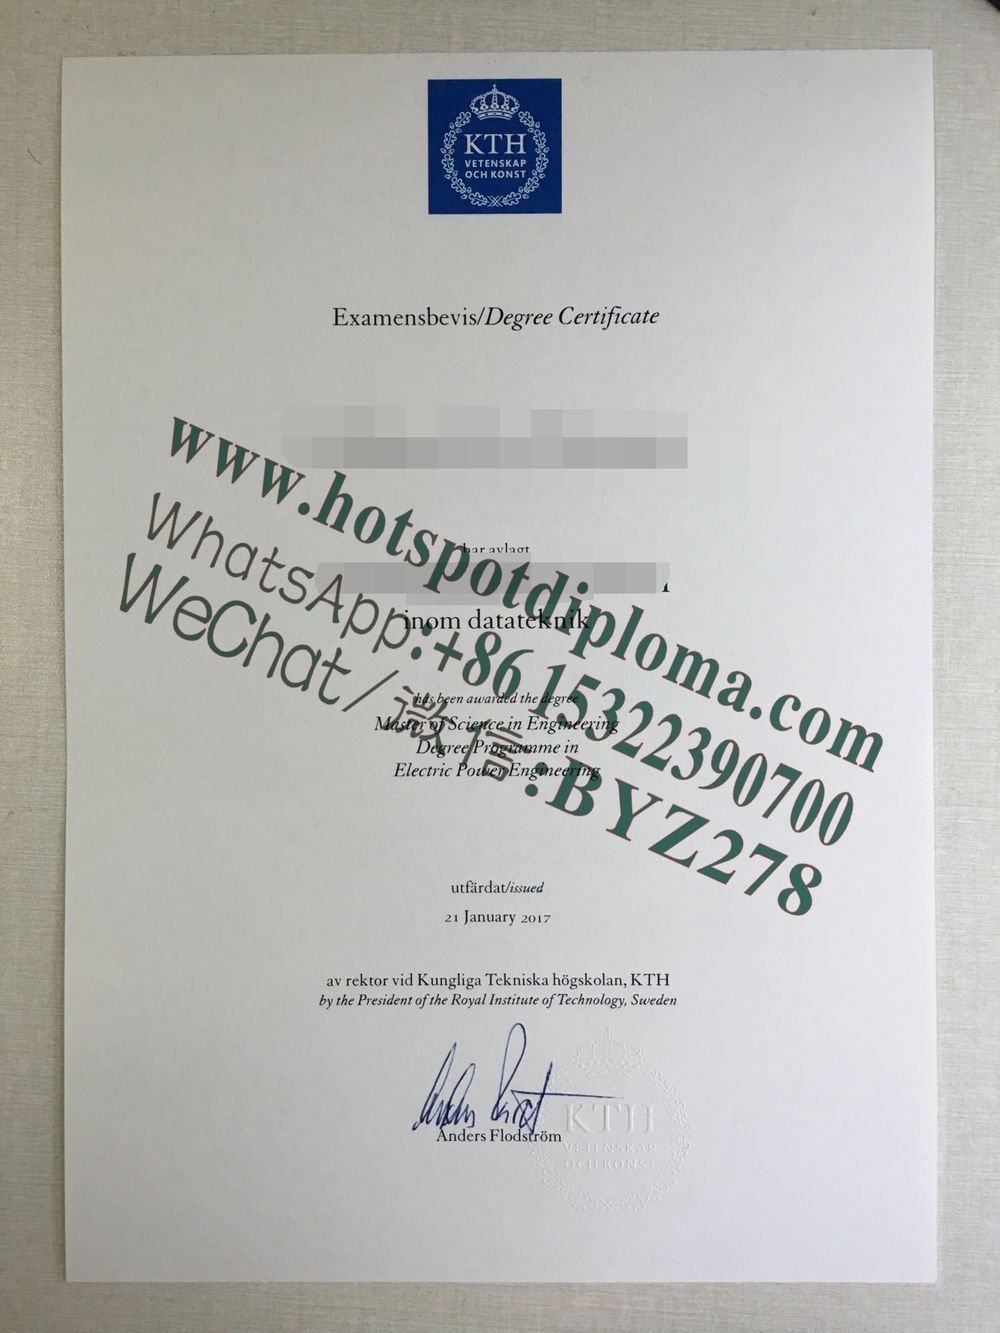 KTH
VETENSKAP
OCH KONST
Examensbevis/Degree Certificate
www.hotspotdiploma.com
WhatsApp:+86 15322390700
WeChat/微信:BYZ278
har avlagt
inom datateknik
has been awarded the degree
Master of Science in Engineering
Degree Programme in
Electric Power Engineering
utfärdat/issued
21 January 2017
av rektor vid Kungliga Tekniska högskolan, KTH
by the President of the Royal Institute of Technology, Sweden
Anders Flodström
KTH
VETENSKAP
OCH KONST